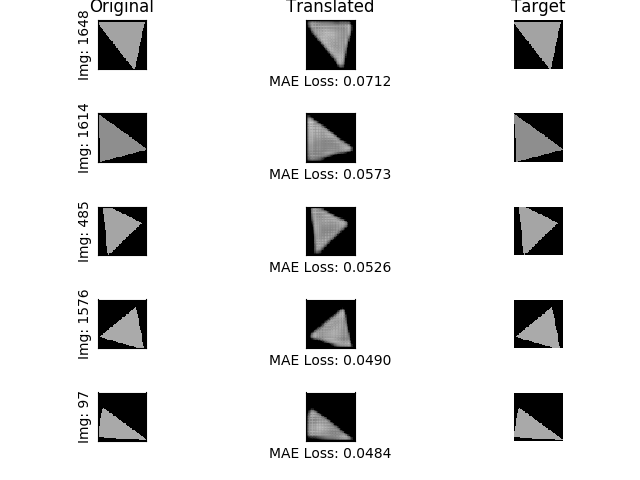 Original Translated Target
Img: 1648
MAE Loss: 0.0712
Img: 1614
MAE Loss: 0.0573
Img: 485
MAE Loss: 0.0526
Img: 1576
MAE Loss: 0.0490
Img: 97
MAE Loss: 0.0484